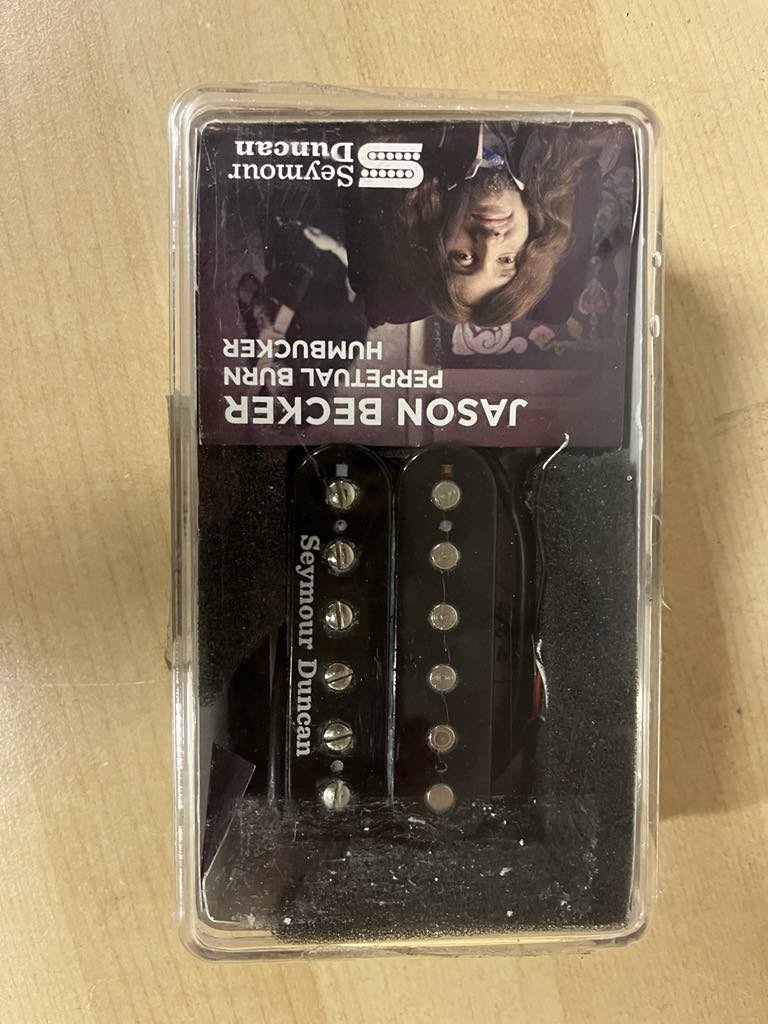 JASON BECKER
PERPETUAL BURN
HUMBUCKER
Seymour
Duncan
Seymour Duncan